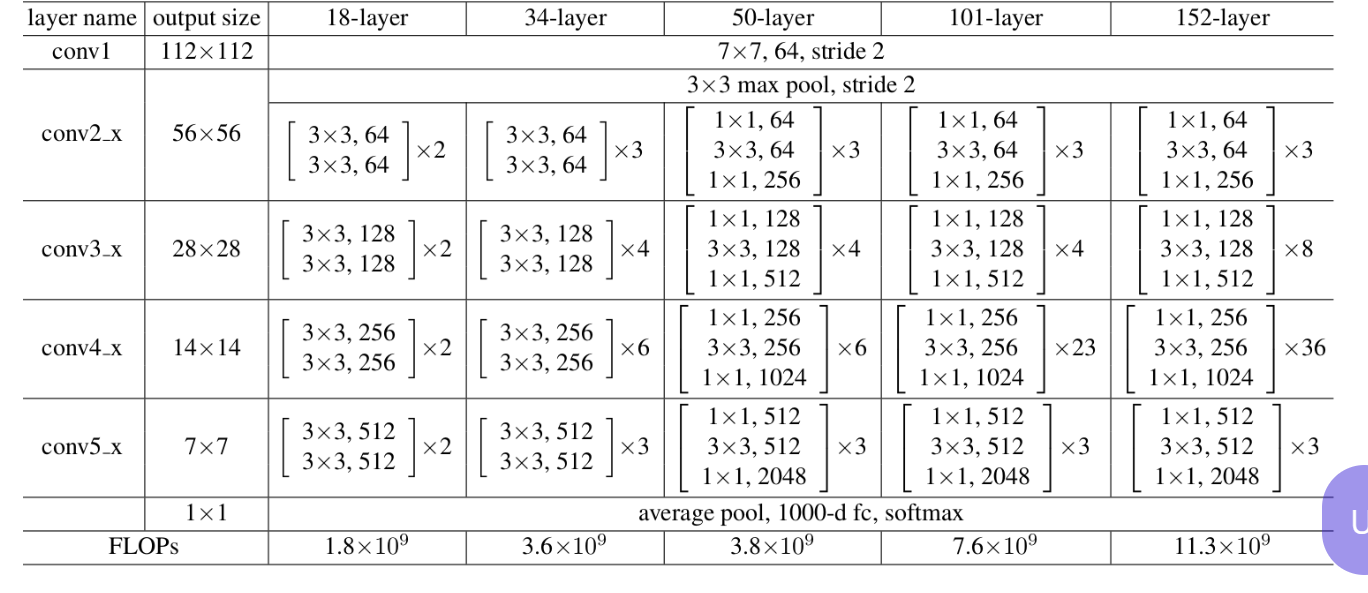 layer name output size 18-layer 34-layer 50-layer 101-layer 152-layer
conv1 112×112 7×7, 64, stride 2
3×3 max pool, stride 2
conv2_x 56×56 [3×3, 64 3×3, 64]×2 [3×3, 64 3×3, 64]×3 [1×1, 64 3×3, 64 1×1, 256]×3 [1×1, 64 3×3, 64 1×1, 256]×3 [1×1, 64 3×3, 64 1×1, 256]×3
conv3_x 28×28 [3×3, 128 3×3, 128]×2 [3×3, 128 3×3, 128]×4 [1×1, 128 3×3, 128 1×1, 512]×4 [1×1, 128 3×3, 128 1×1, 512]×4 [1×1, 128 3×3, 128 1×1, 512]×8
conv4_x 14×14 [3×3, 256 3×3, 256]×2 [3×3, 256 3×3, 256]×6 [1×1, 256 3×3, 256 1×1, 1024]×6 [1×1, 256 3×3, 256 1×1, 1024]×23 [1×1, 256 3×3, 256 1×1, 1024]×36
conv5_x 7×7 [3×3, 512 3×3, 512]×2 [3×3, 512 3×3, 512]×3 [1×1, 512 3×3, 512 1×1, 2048]×3 [1×1, 512 3×3, 512 1×1, 2048]×3 [1×1, 512 3×3, 512 1×1, 2048]×3
1×1 average pool, 1000-d fc, softmax
FLOPs 1.8×10⁹ 3.6×10⁹ 3.8×10⁹ 7.6×10⁹ 11.3×10⁹